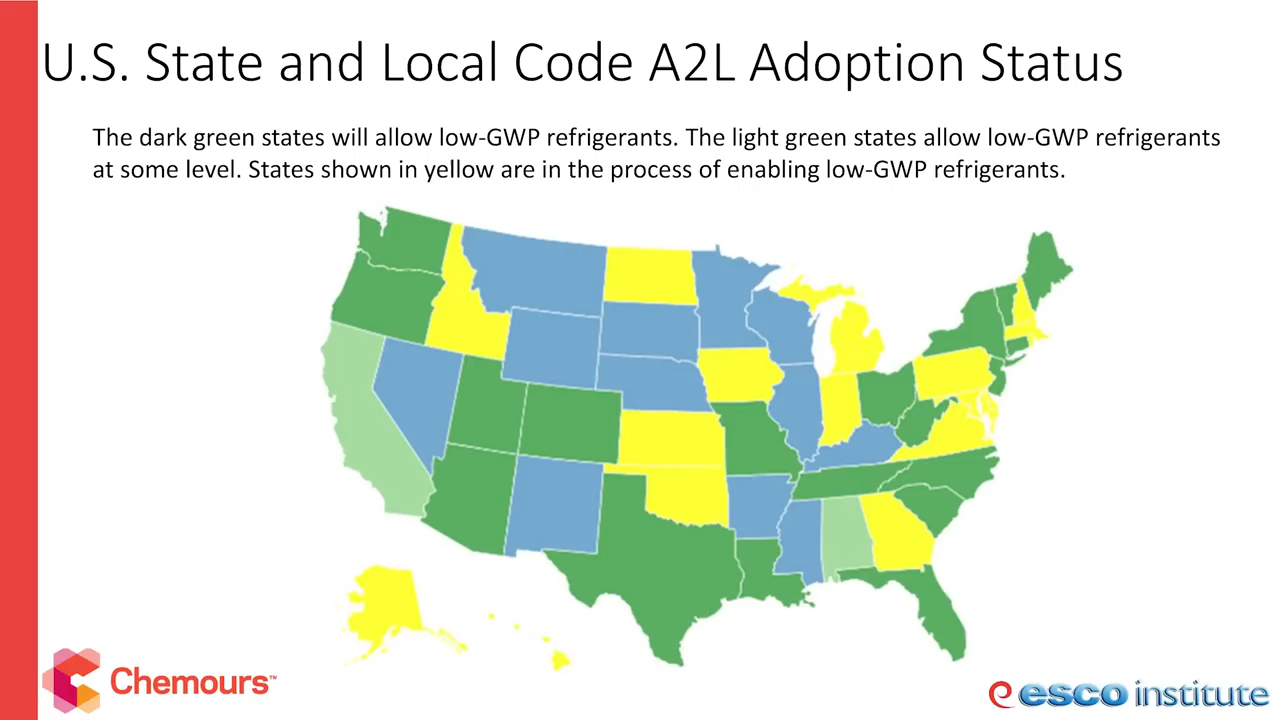 U.S. State and Local Code A2L Adoption Status
The dark green states will allow low-GWP refrigerants. The light green states allow low-GWP refrigerants
at some level. States shown in yellow are in the process of enabling low-GWP refrigerants.
Chemours™
esco institute